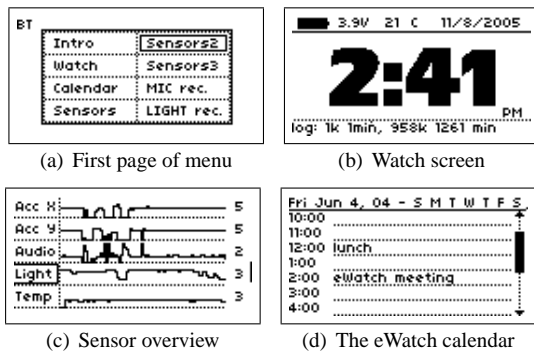 BT
Intro Sensors2
Watch Sensors3
Calendar MIC rec.
Sensors LIGHT rec.
(a) First page of menu
3.9V 21 C 11/8/2005
2:41
PM
log: 1k 1min, 958k 1261 min
(b) Watch screen
Acc X 5
Acc Y 5
Audio 2
Light 3
Temp 3
(c) Sensor overview
Fri Jun 4, 04 - S M T W T F S
10:00
11:00
12:00 lunch
1:00
2:00 eWatch meeting
3:00
4:00
(d) The eWatch calendar